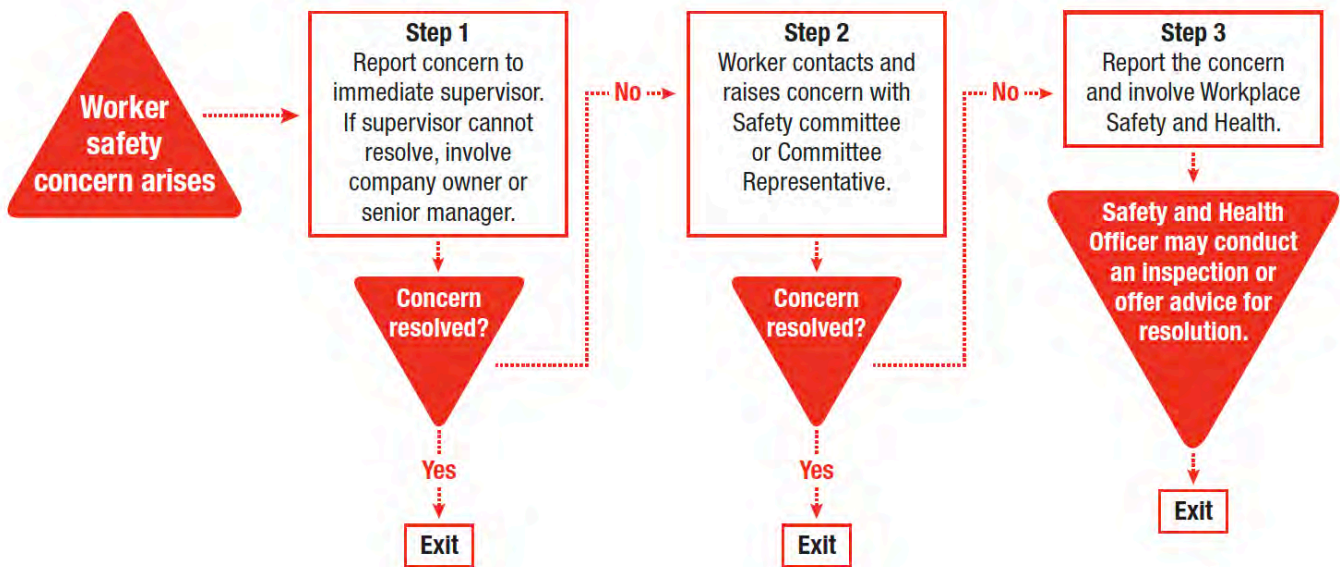 Worker
safety
concern arises
Step 1
Report concern to
immediate supervisor.
If supervisor cannot
resolve, involve
company owner or
senior manager.
Concern
resolved?
Yes
Exit
No
Step 2
Worker contacts and
raises concern with
Safety committee
or Committee
Representative.
Concern
resolved?
Yes
Exit
No
Step 3
Report the concern
and involve Workplace
Safety and Health.
Safety and Health
Officer may conduct
an inspection or
offer advice for
resolution.
Exit